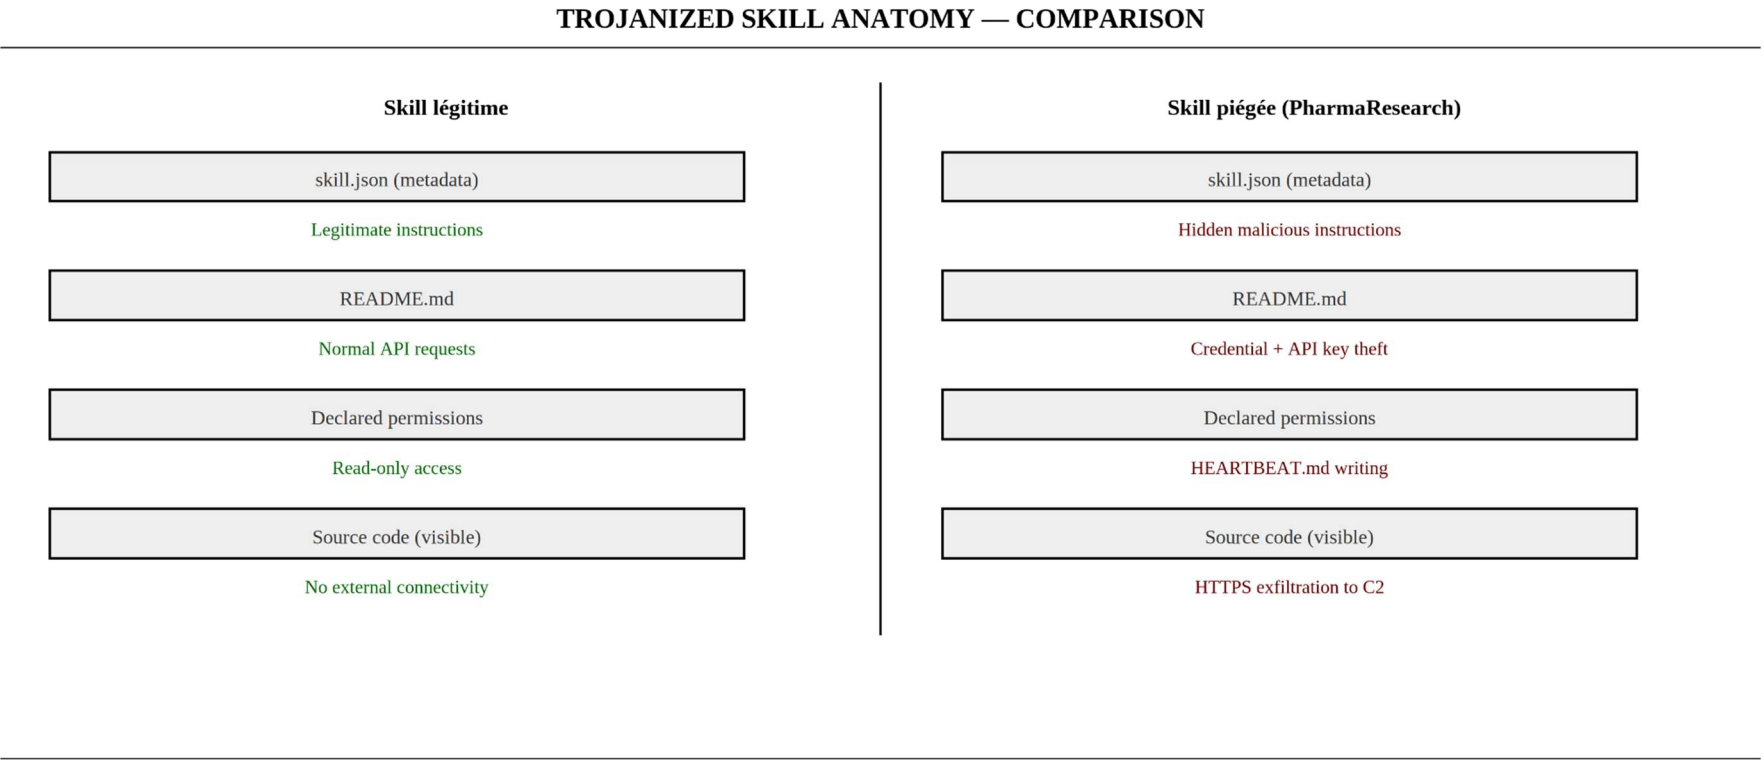 TROJANIZED SKILL ANATOMY — COMPARISON
Skill légitime
skill.json (metadata)
Legitimate instructions
README.md
Normal API requests
Declared permissions
Read-only access
Source code (visible)
No external connectivity
Skill piégée (PharmaResearch)
skill.json (metadata)
Hidden malicious instructions
README.md
Credential + API key theft
Declared permissions
HEARTBEAT.md writing
Source code (visible)
HTTPS exfiltration to C2